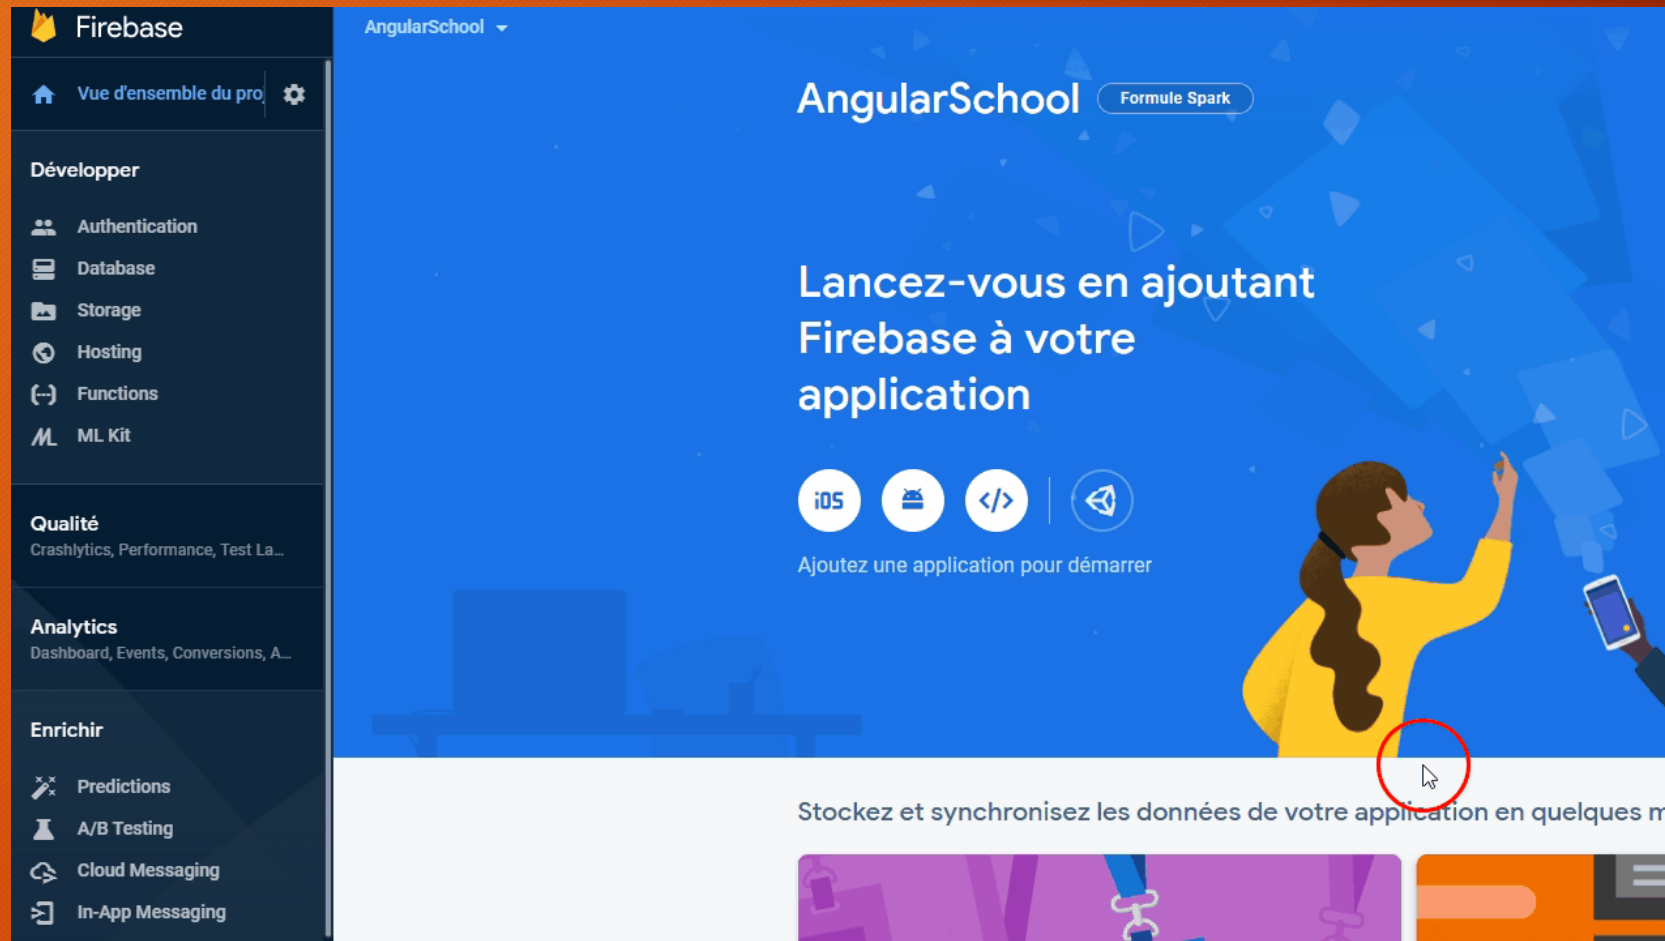 Firebase
AngularSchool
Vue d'ensemble du pro
AngularSchool
Formule Spark
Développer
Authentication
Database
Storage
Hosting
Functions
ML Kit
Lancez-vous en ajoutant
Firebase à votre
application
iOS
Ajoutez une application pour démarrer
Qualité
Crashlytics, Performance, Test La...
Analytics
Dashboard, Events, Conversions, A...
Enrichir
Predictions
A/B Testing
Cloud Messaging
In-App Messaging
Stockez et synchronisez les données de votre application en quelques m